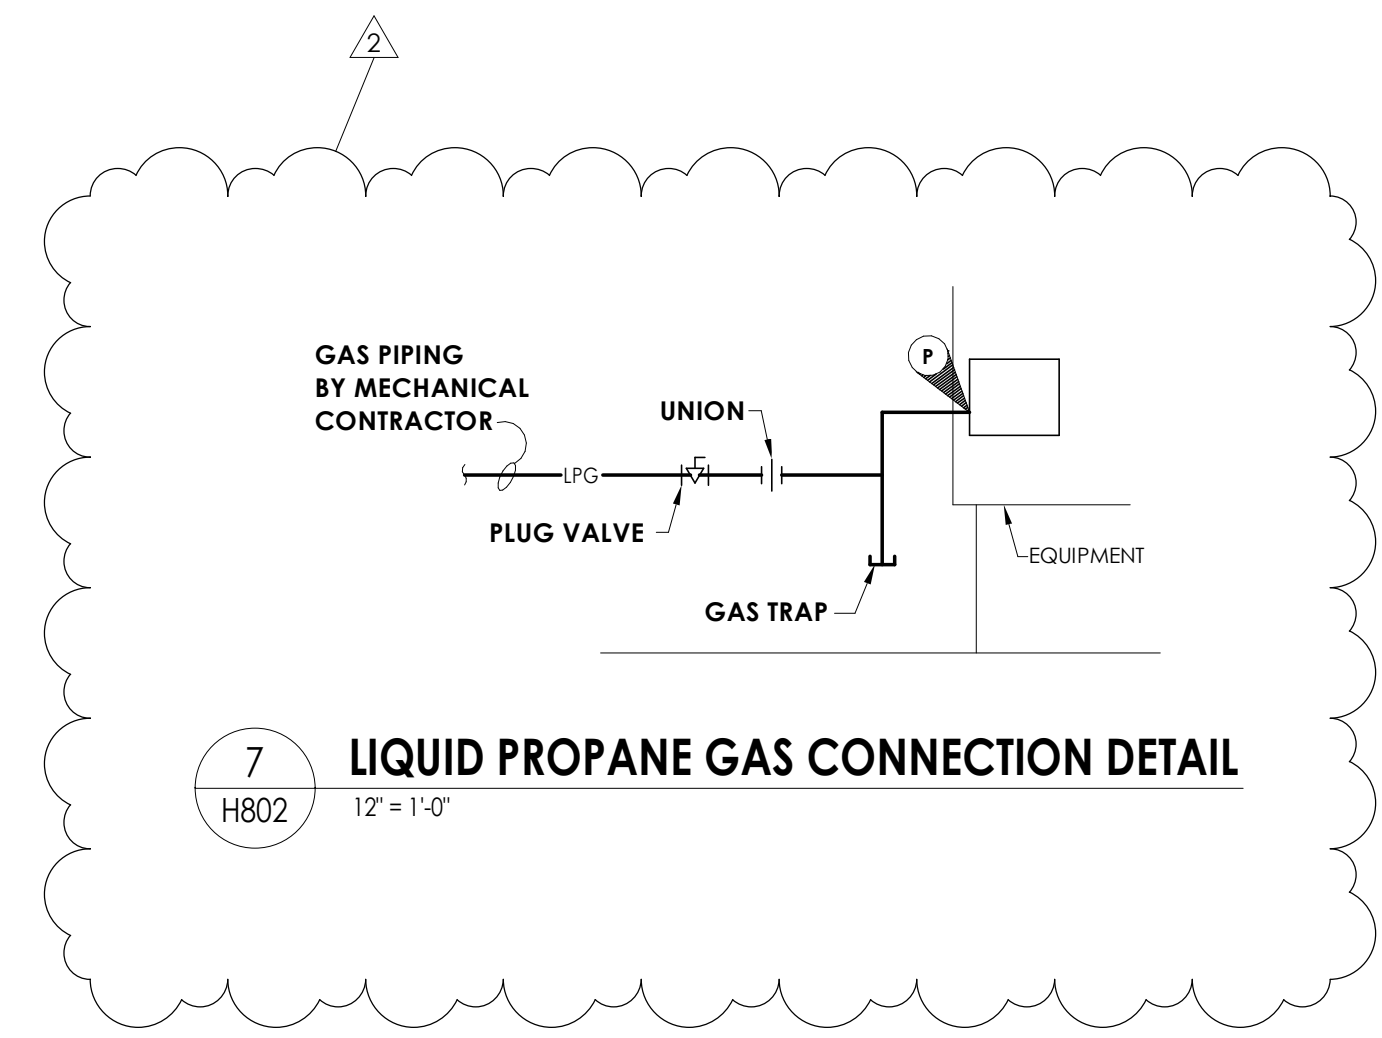 2
GAS PIPING
BY MECHANICAL
CONTRACTOR
P
UNION
LPG
PLUG VALVE
EQUIPMENT
GAS TRAP
7
H802
LIQUID PROPANE GAS CONNECTION DETAIL
12" = 1'-0"